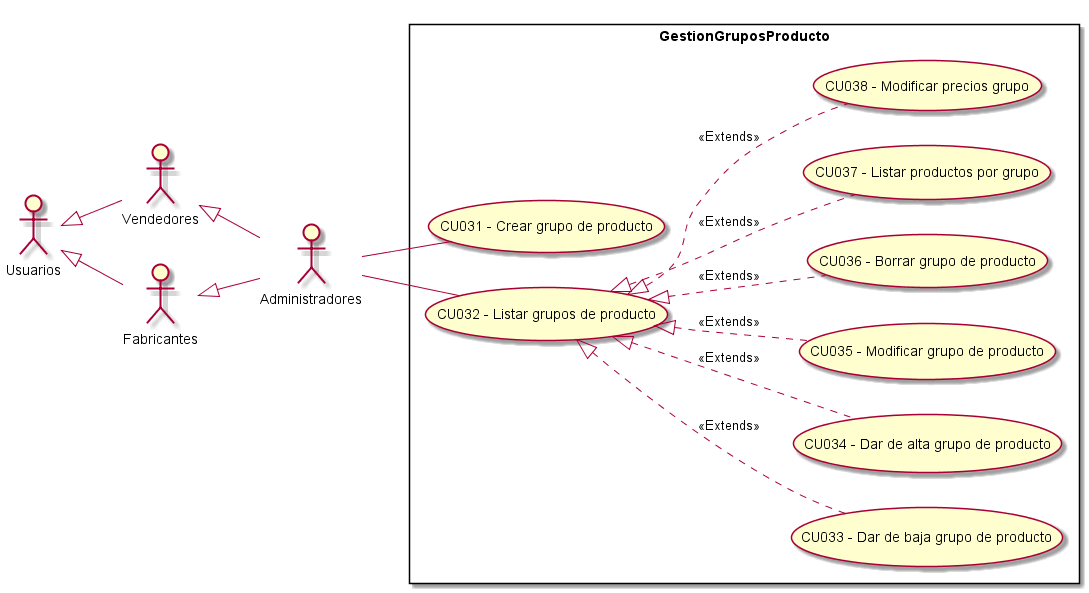 GestionGruposProducto
CU038 - Modificar precios grupo
«Extends»
CU037 - Listar productos por grupo
Vendedores
«Extends»
CU031 - Crear grupo de producto
Usuarios
CU036 - Borrar grupo de producto
«Extends»
Administradores
CU032 - Listar grupos de producto
«Extends»
Fabricantes
CU035 - Modificar grupo de producto
«Extends»
«Extends»
CU034 - Dar de alta grupo de producto
CU033 - Dar de baja grupo de producto